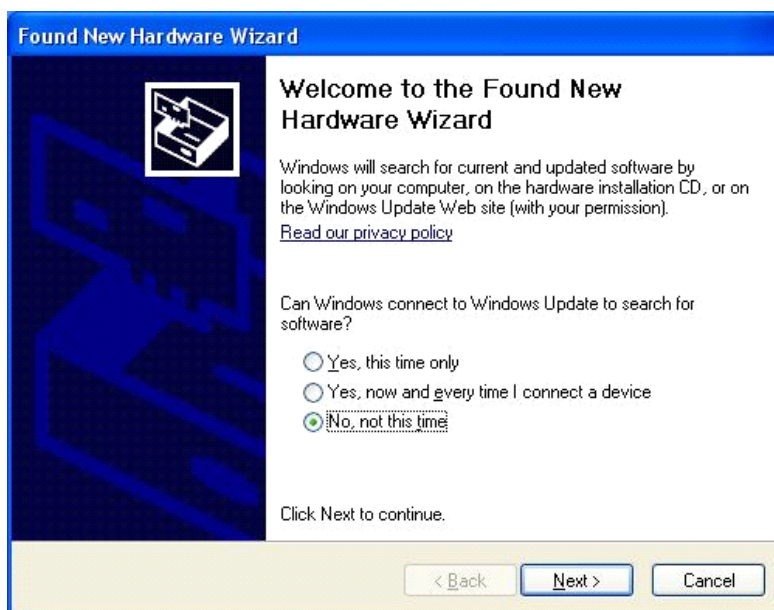 Found New Hardware Wizard
Welcome to the Found New
Hardware Wizard
Windows will search for current and updated software by
looking on your computer, on the hardware installation CD, or on
the Windows Update Web site (with your permission).
Read our privacy policy
Can Windows connect to Windows Update to search for
software?
Yes, this time only
Yes, now and every time I connect a device
No, not this time
Click Next to continue.
< Back Next > Cancel